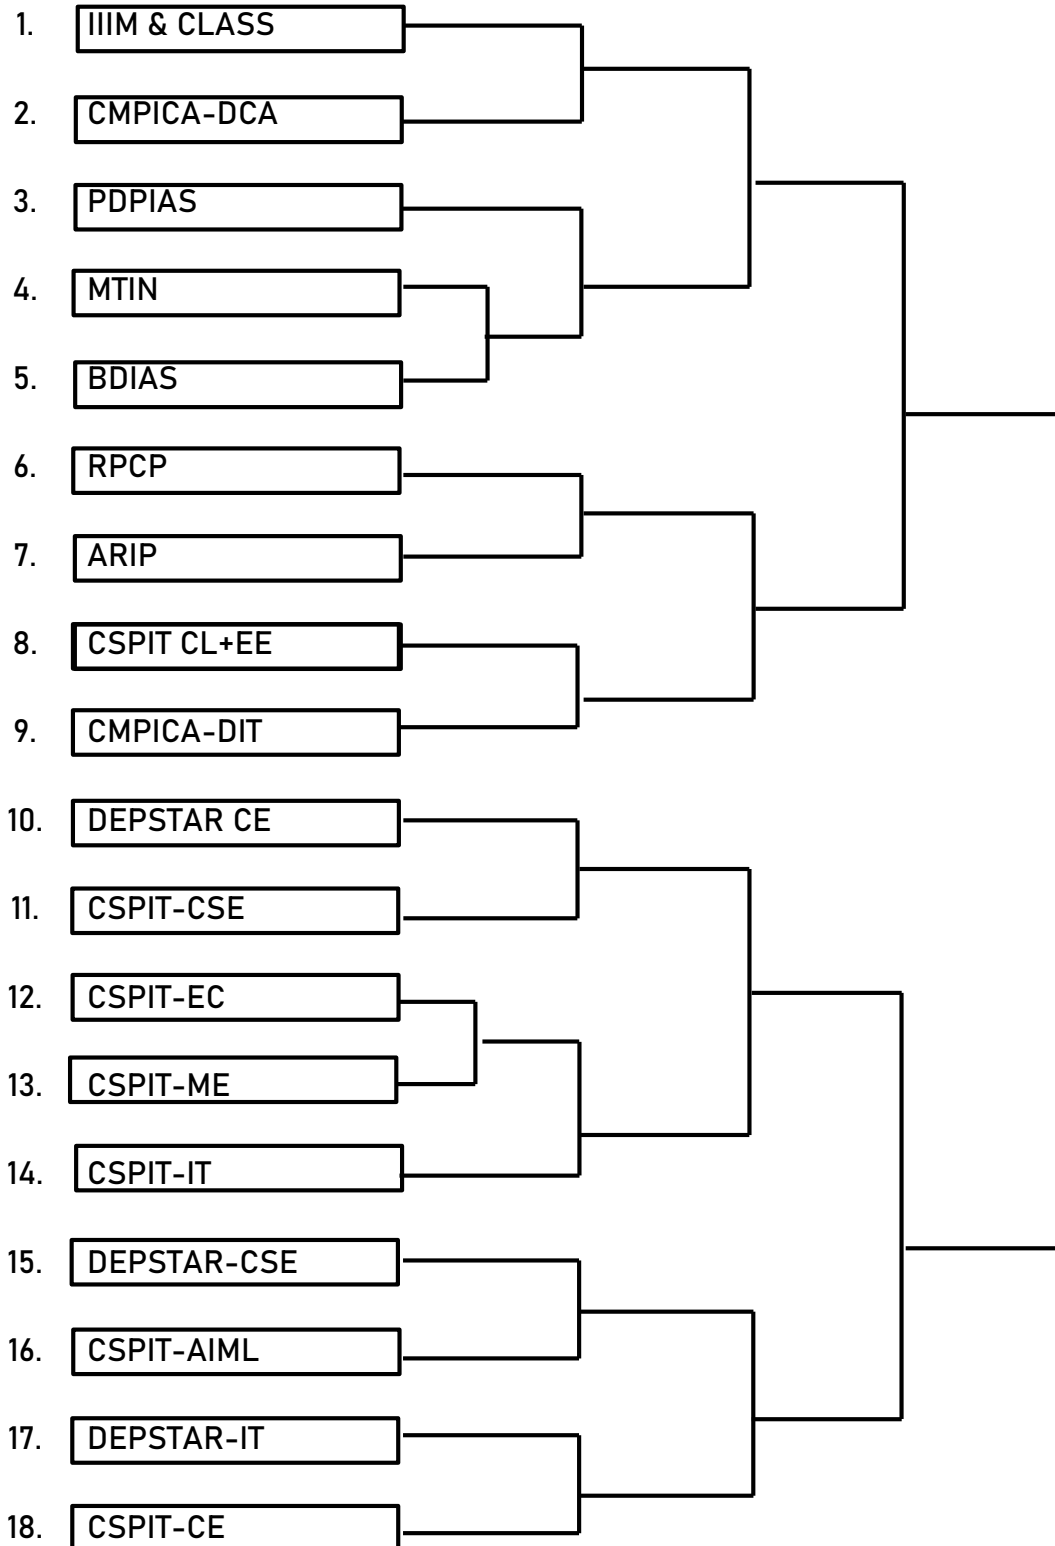 1. IIIM & CLASS
2. CMPICA-DCA
3. PDPIAS
4. MTIN
5. BDIAS
6. RPCP
7. ARIP
8. CSPIT CL+EE
9. CMPICA-DIT
10. DEPSTAR CE
11. CSPIT-CSE
12. CSPIT-EC
13. CSPIT-ME
14. CSPIT-IT
15. DEPSTAR-CSE
16. CSPIT-AIML
17. DEPSTAR-IT
18. CSPIT-CE